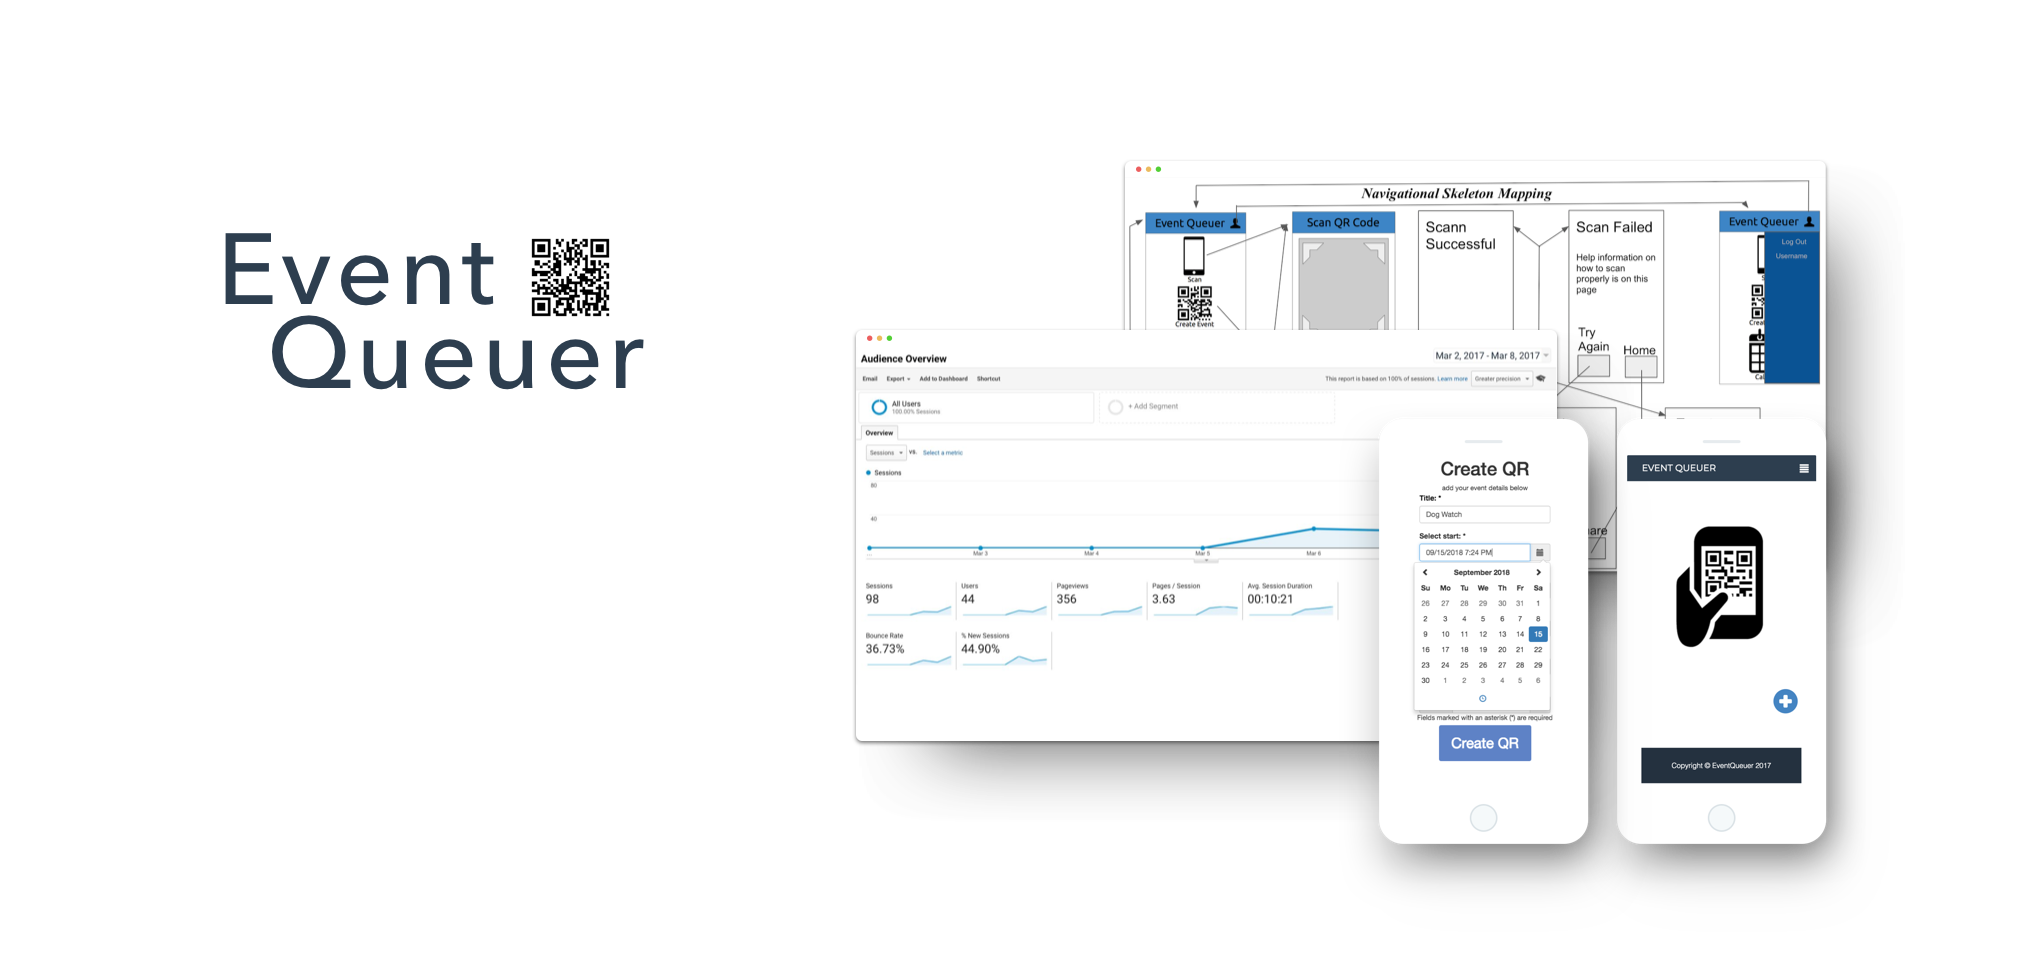 Event
Queuer
Navigational Skeleton Mapping
Event Queuer
Scan
Create Event
Scan QR Code
Scann
Successful
Scan Failed
Help information on
how to scan
properly is on this
page
Try
Again
Home
Event Queuer
Log Out
Username
Audience Overview
Mar 2, 2017 - Mar 8, 2017
Email Export Add to Dashboard Shortcut
This report is based on 100% of sessions. Learn more Greater precision
All Users
100.00% Sessions
+ Add Segment
Overview
Sessions vs. Select a metric
Sessions
80
40
Mar 3 Mar 4 Mar 5 Mar 6
Sessions Users Pageviews Pages / Session Avg. Session Duration
98 44 356 3.63 00:10:21
Bounce Rate % New Sessions
36.73% 44.90%
Create QR
add your event details below
Title: *
Dog Watch
Select start: *
09/15/2018 7:24 PM
September 2018
Su Mo Tu We Th Fr Sa
26 27 28 29 30 31 1
2 3 4 5 6 7 8
9 10 11 12 13 14 15
16 17 18 19 20 21 22
23 24 25 26 27 28 29
30 1 2 3 4 5 6
Fields marked with an asterisk (*) are required
Create QR
EVENT QUEUER
Copyright © EventQueuer 2017